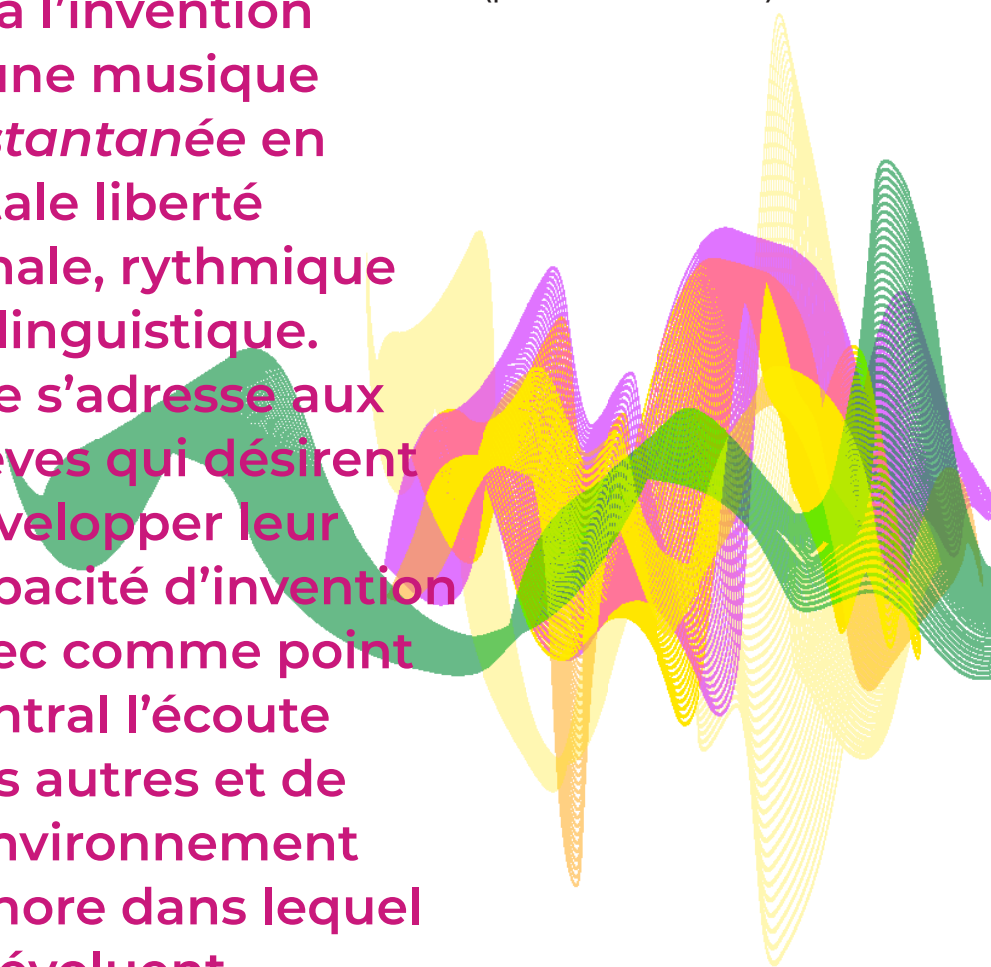 à l’invention
une musique
stantanée en
ale liberté
nale, rythmique
linguistique.
e s’adresse aux
èves qui désirent
velopper leur
pacité d’invention
ec comme point
ntral l’écoute
s autres et de
nvironnement
nore dans lequel
évoluent